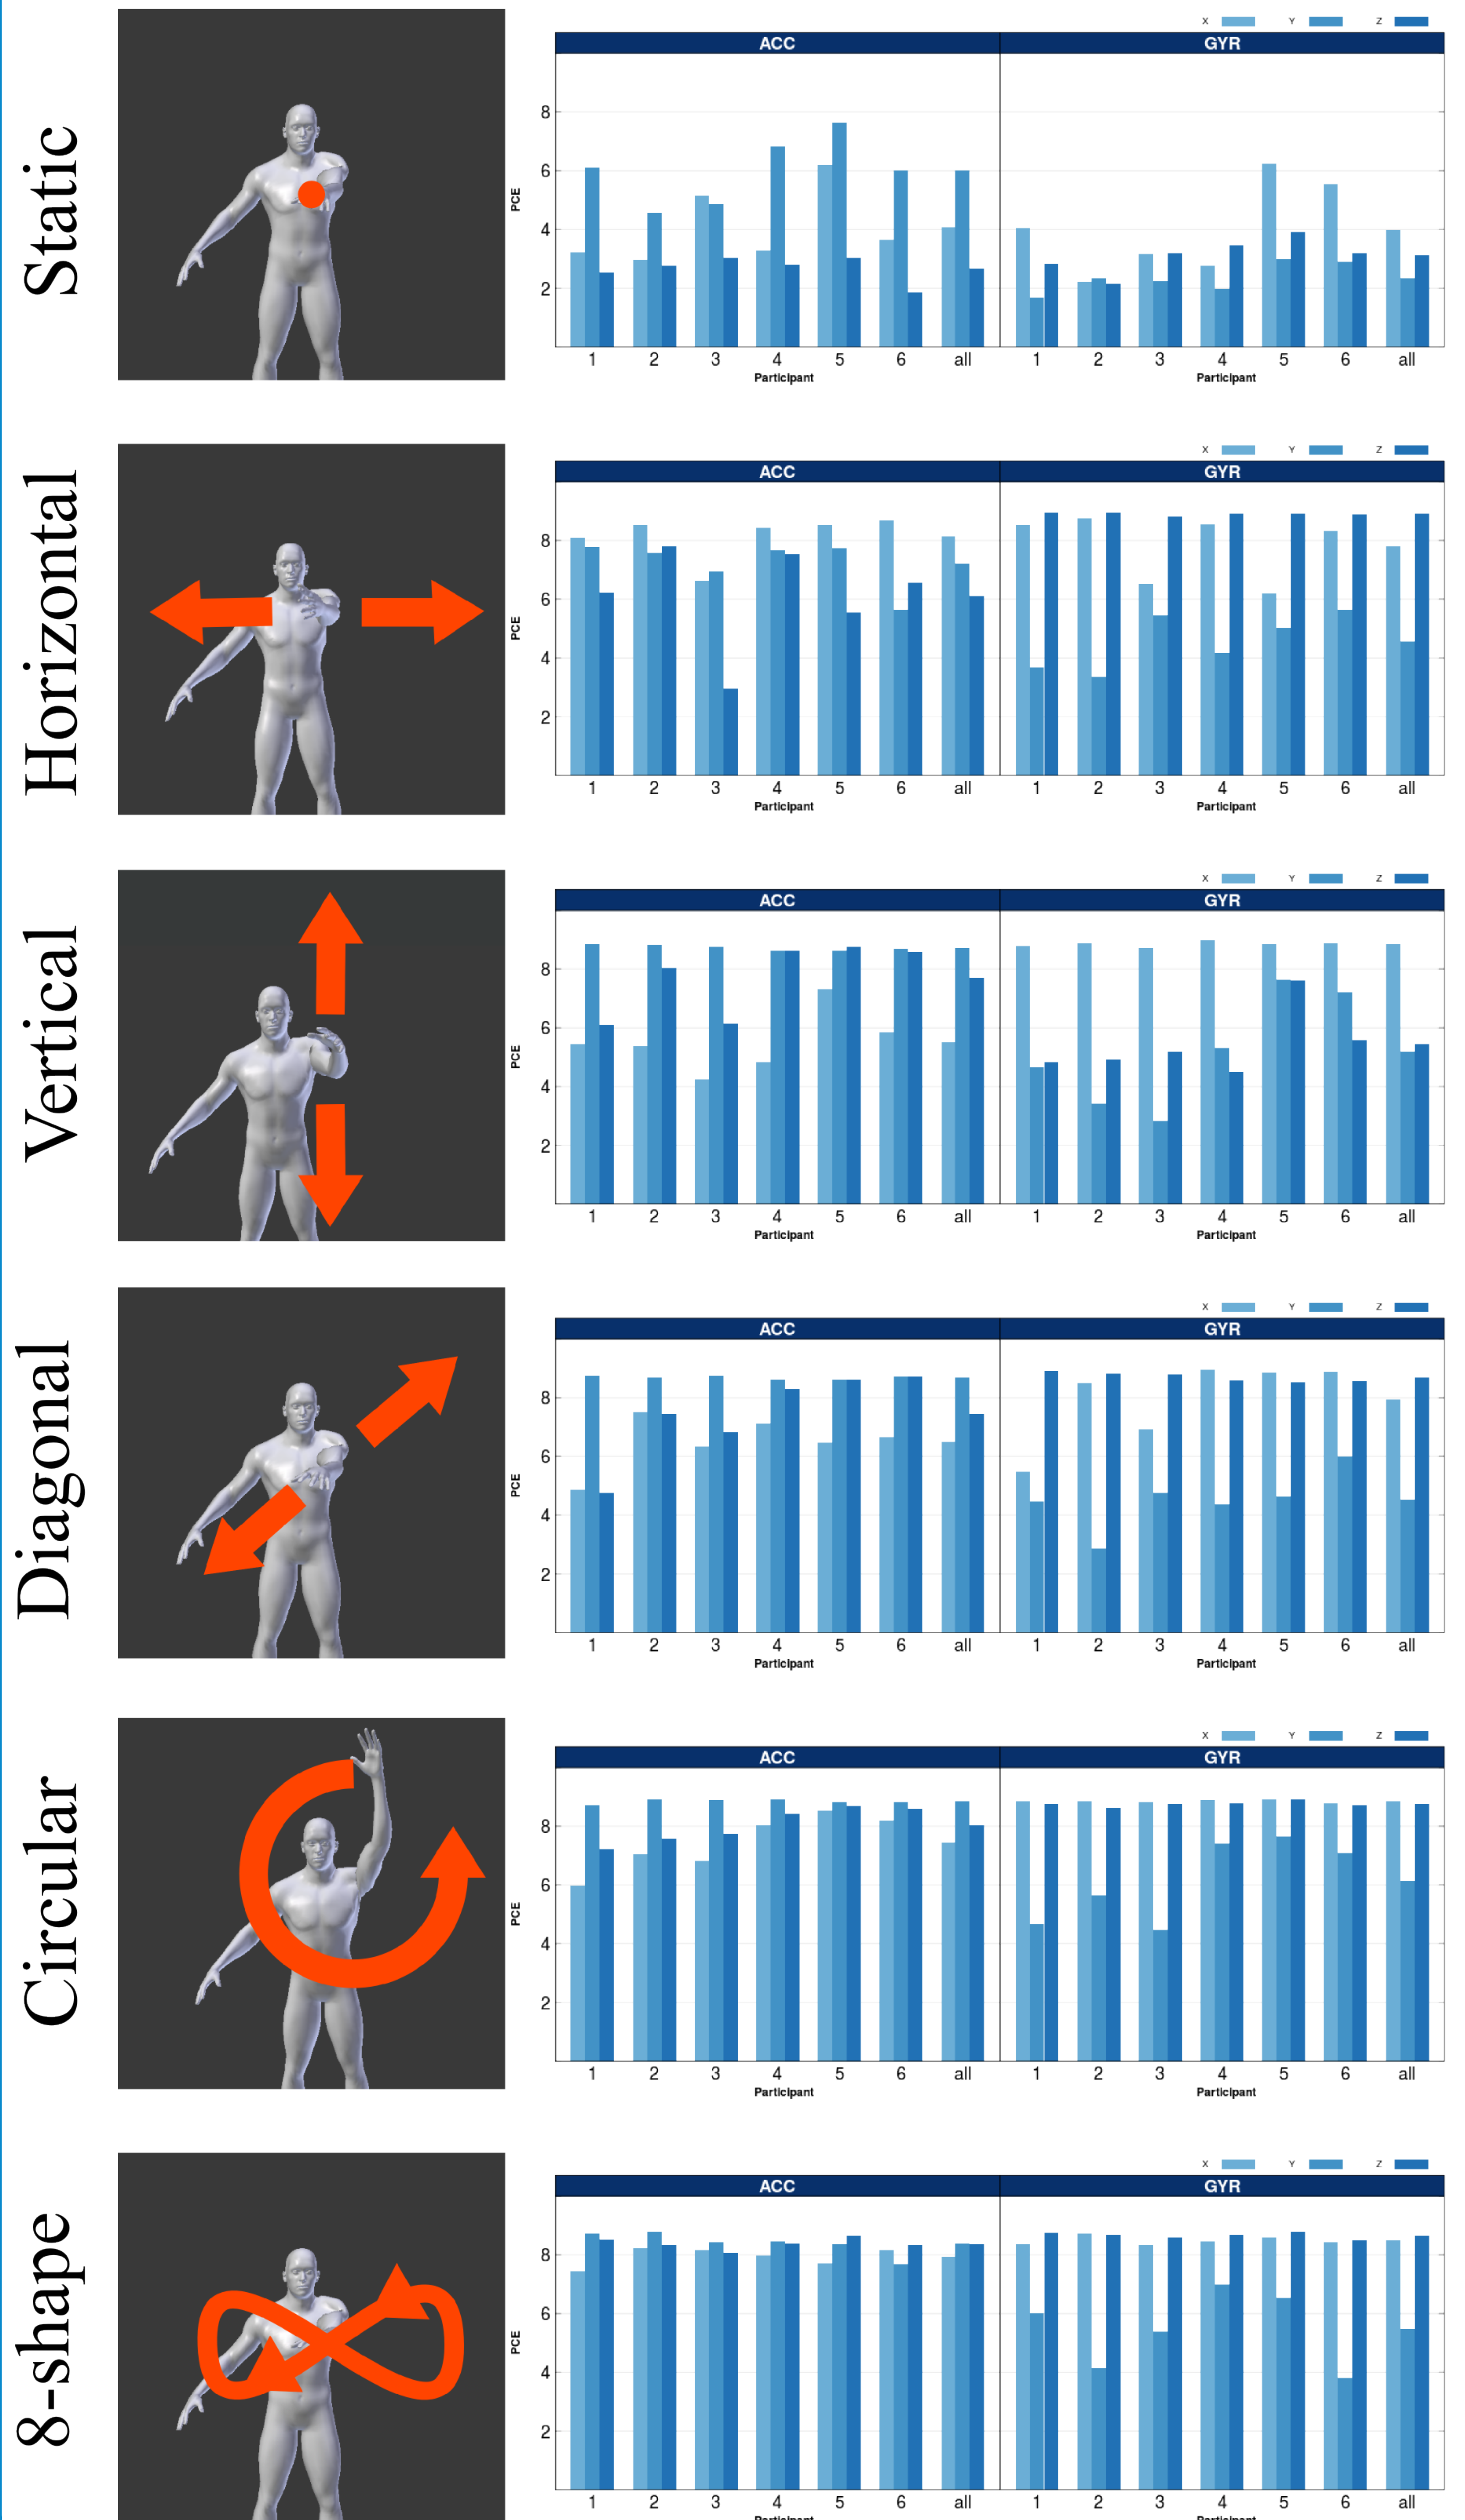 Static
X Y Z
ACC GYR
PCE
8
6
4
2
1 2 3 4 5 6 all 1 2 3 4 5 6 all
Participant Participant
Horizontal
X Y Z
ACC GYR
PCE
8
6
4
2
1 2 3 4 5 6 all 1 2 3 4 5 6 all
Participant Participant
Vertical
X Y Z
ACC GYR
PCE
8
6
4
2
1 2 3 4 5 6 all 1 2 3 4 5 6 all
Participant Participant
Diagonal
X Y Z
ACC GYR
PCE
8
6
4
2
1 2 3 4 5 6 all 1 2 3 4 5 6 all
Participant Participant
Circular
X Y Z
ACC GYR
PCE
8
6
4
2
1 2 3 4 5 6 all 1 2 3 4 5 6 all
Participant Participant
8-shape
X Y Z
ACC GYR
PCE
8
6
4
2
1 2 3 4 5 6 all 1 2 3 4 5 6 all